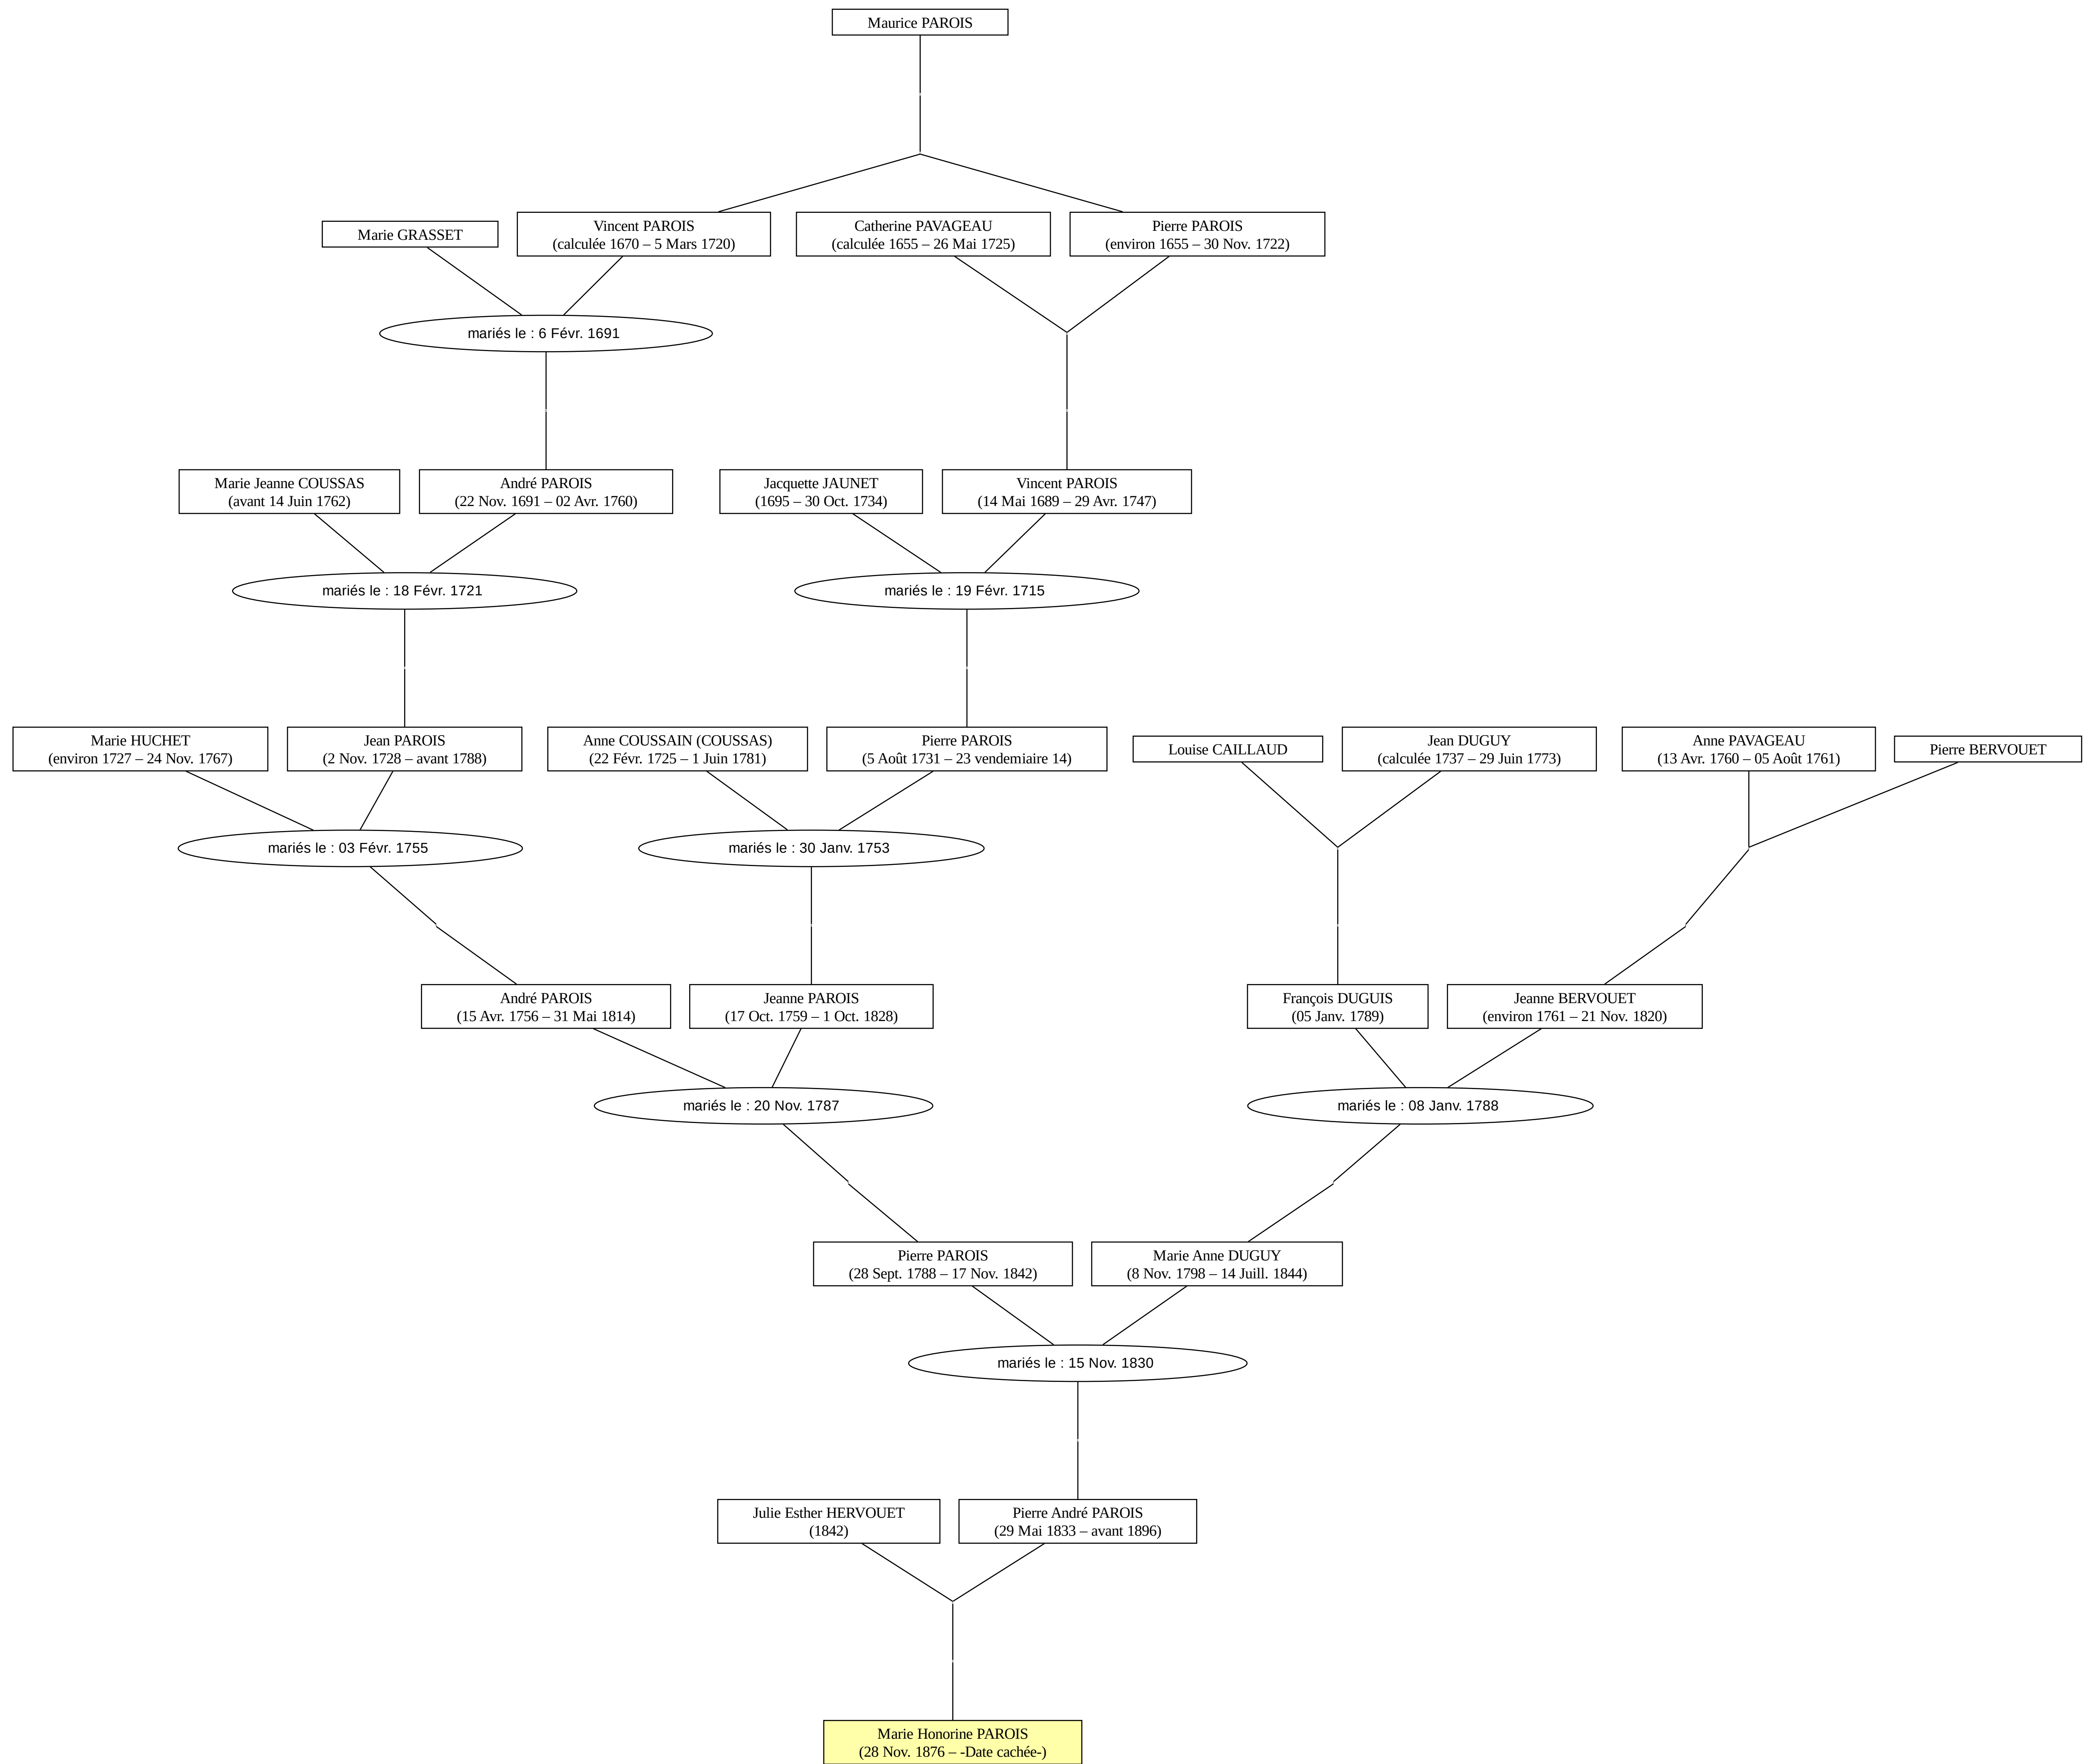 Maurice PAROIS
Marie GRASSET
Vincent PAROIS
(calculée 1670 – 5 Mars 1720)
Catherine PAVAGEAU
(calculée 1655 – 26 Mai 1725)
Pierre PAROIS
(environ 1655 – 30 Nov. 1722)
mariés le : 6 Févr. 1691
Marie Jeanne COUSSAS
(avant 14 Juin 1762)
André PAROIS
(22 Nov. 1691 – 02 Avr. 1760)
Jacquette JAUNET
(1695 – 30 Oct. 1734)
Vincent PAROIS
(14 Mai 1689 – 29 Avr. 1747)
mariés le : 18 Févr. 1721
mariés le : 19 Févr. 1715
Marie HUCHET
(environ 1727 – 24 Nov. 1767)
Jean PAROIS
(2 Nov. 1728 – avant 1788)
Anne COUSSAIN (COUSSAS)
(22 Févr. 1725 – 1 Juin 1781)
Pierre PAROIS
(5 Août 1731 – 23 vendemiaire 14)
Louise CAILLAUD
Jean DUGUY
(calculée 1737 – 29 Juin 1773)
Anne PAVAGEAU
(13 Avr. 1760 – 05 Août 1761)
Pierre BERVOUET
mariés le : 03 Févr. 1755
mariés le : 30 Janv. 1753
André PAROIS
(15 Avr. 1756 – 31 Mai 1814)
Jeanne PAROIS
(17 Oct. 1759 – 1 Oct. 1828)
François DUGUIS
(05 Janv. 1789)
Jeanne BERVOUET
(environ 1761 – 21 Nov. 1820)
mariés le : 20 Nov. 1787
mariés le : 08 Janv. 1788
Pierre PAROIS
(28 Sept. 1788 – 17 Nov. 1842)
Marie Anne DUGUY
(8 Nov. 1798 – 14 Juill. 1844)
mariés le : 15 Nov. 1830
Julie Esther HERVOUET
(1842)
Pierre André PAROIS
(29 Mai 1833 – avant 1896)
Marie Honorine PAROIS
(28 Nov. 1876 – -Date cachée-)